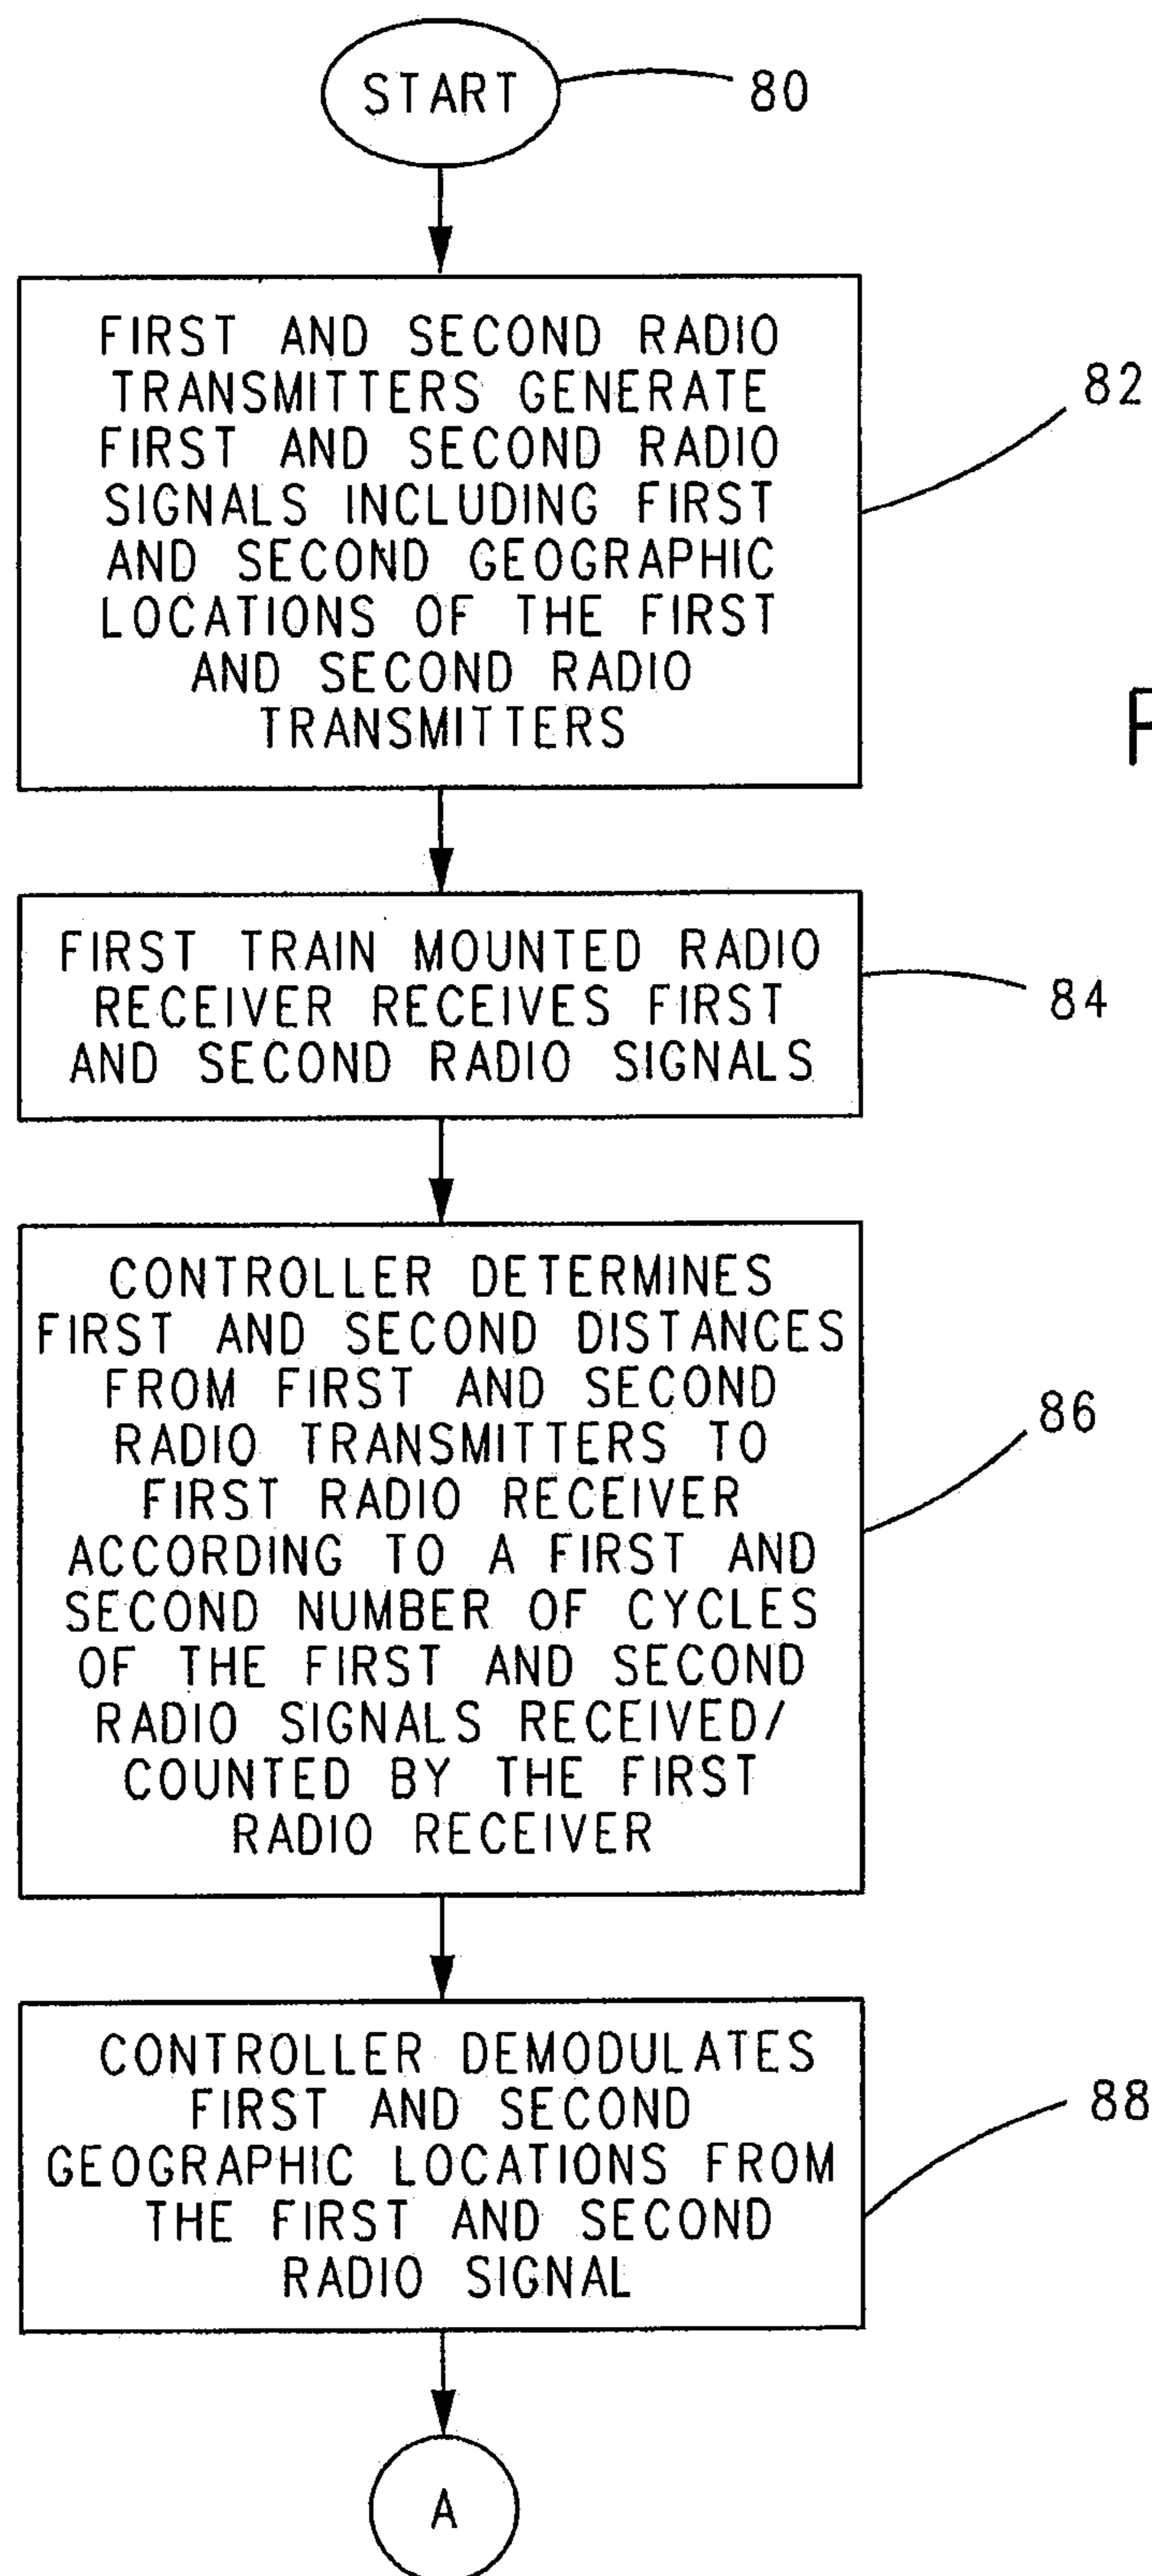 START
80
FIRST AND SECOND RADIO
TRANSMITTERS GENERATE
FIRST AND SECOND RADIO
SIGNALS INCLUDING FIRST
AND SECOND GEOGRAPHIC
LOCATIONS OF THE FIRST
AND SECOND RADIO
TRANSMITTERS
82
FIRST TRAIN MOUNTED RADIO
RECEIVER RECEIVES FIRST
AND SECOND RADIO SIGNALS
84
CONTROLLER DETERMINES
FIRST AND SECOND DISTANCES
FROM FIRST AND SECOND
RADIO TRANSMITTERS TO
FIRST RADIO RECEIVER
ACCORDING TO A FIRST AND
SECOND NUMBER OF CYCLES
OF THE FIRST AND SECOND
RADIO SIGNALS RECEIVED/
COUNTED BY THE FIRST
RADIO RECEIVER
86
CONTROLLER DEMODULATES
FIRST AND SECOND
GEOGRAPHIC LOCATIONS FROM
THE FIRST AND SECOND
RADIO SIGNAL
88
A